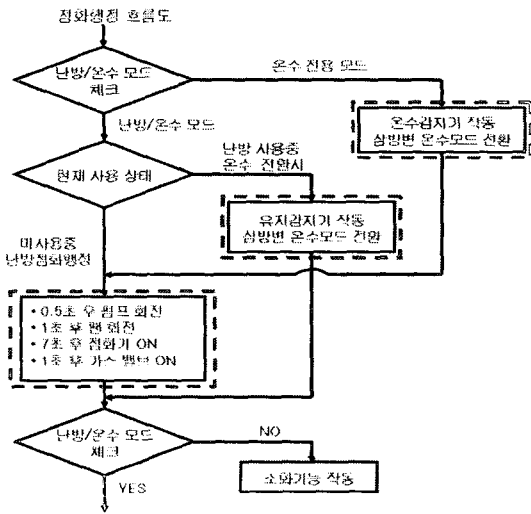 점화행정 흐름도
난방/온수 모드
체크
온수 전용 모드
온수감지기 작동
삼방변 온수모드 전환
난방/온수 모드
난방 사용중
온수 전환시
현재 사용 상태
유지감지기 작동
삼방변 온수모드 전환
미사용중
난방점화행정
• 0.5초 후 펌프 회전
• 1초 후 팬 회전
• 7초 후 점화기 ON
• 1초 후 가스 밸브 ON
난방/온수 모드
체크
NO
소화기능 작동
YES